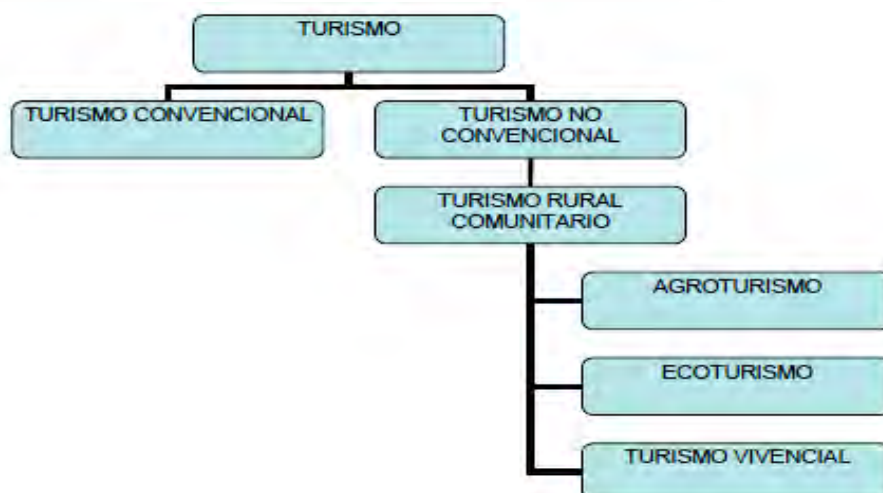 TURISMO
TURISMO CONVENCIONAL
TURISMO NO
CONVENCIONAL
TURISMO RURAL
COMUNITARIO
AGROTURISMO
ECOTURISMO
TURISMO VIVENCIAL